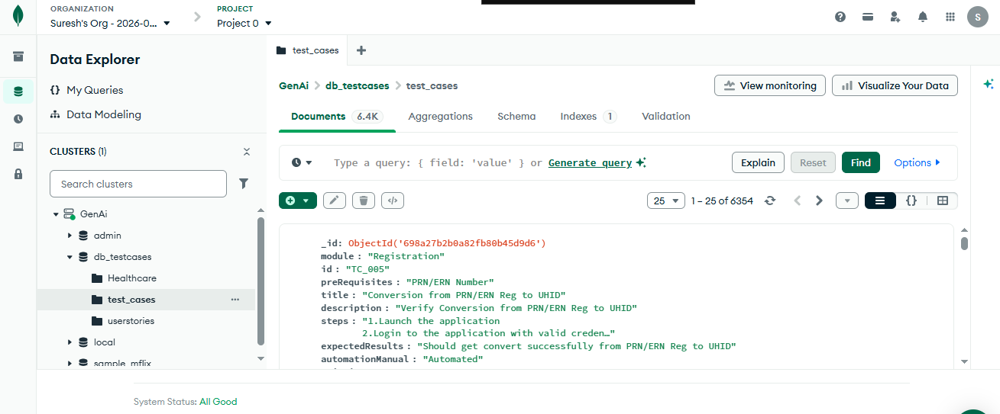 ORGANIZATION
Suresh's Org - 2026-0...
PROJECT
Project 0
S
Data Explorer
My Queries
Data Modeling
CLUSTERS (1)
Search clusters
GenAi
admin
db_testcases
Healthcare
test_cases
userstories
local
sample_mflix
test_cases
GenAi > db_testcases > test_cases
View monitoring
Visualize Your Data
Documents 6.4K
Aggregations
Schema
Indexes 1
Validation
Type a query: { field: 'value' } or Generate query
Explain
Reset
Find
Options
25
1 – 25 of 6354
_id: ObjectId('698a27b2b0a82fb80b45d9d6')
module : "Registration"
id : "TC_005"
preRequisites : "PRN/ERN Number"
title : "Conversion from PRN/ERN Reg to UHID"
description : "Verify Conversion from PRN/ERN Reg to UHID"
steps : "1.Launch the application
2.Login to the application with valid creden…"
expectedResults : "Should get convert successfully from PRN/ERN Reg to UHID"
automationManual : "Automated"
System Status: All Good